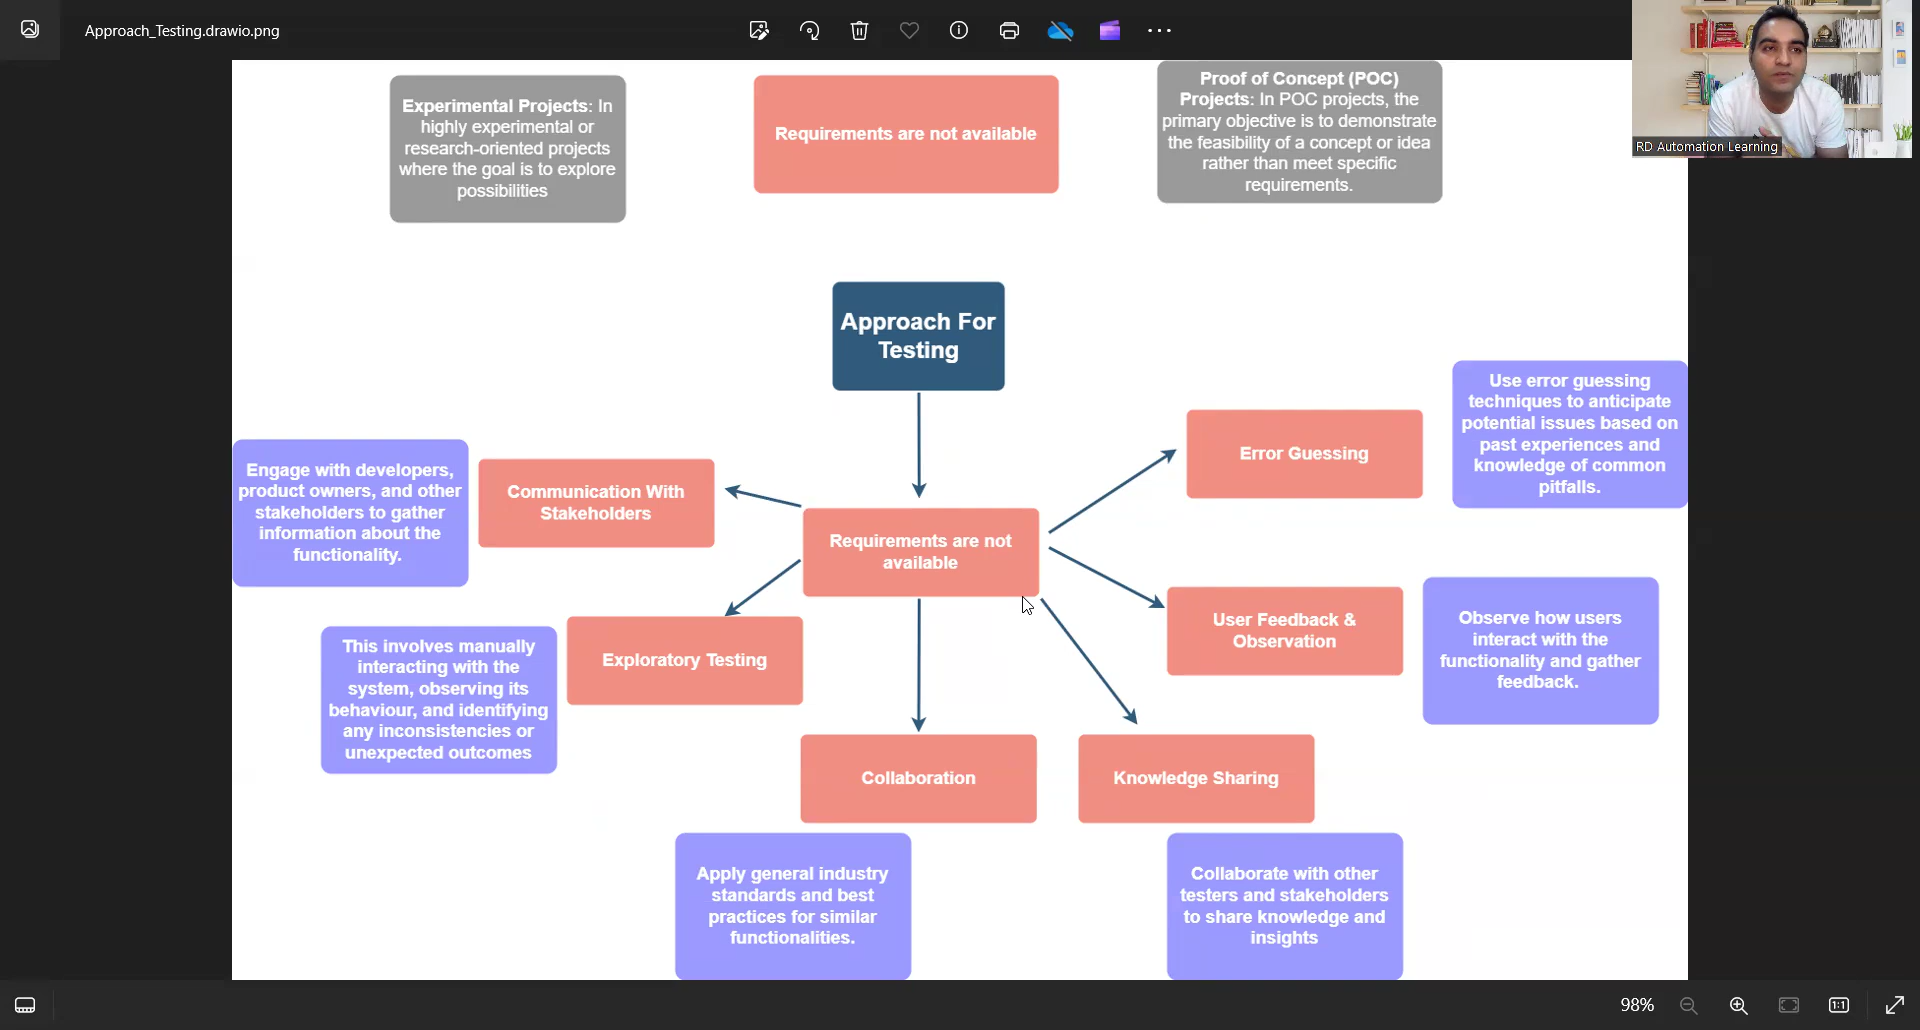 Approach_Testing.drawio.png
RD Automation Learning
Experimental Projects: In
highly experimental or
research-oriented projects
where the goal is to explore
possibilities
Requirements are not available
Proof of Concept (POC)
Projects: In POC projects, the
primary objective is to demonstrate
the feasibility of a concept or idea
rather than meet specific
requirements.
Approach For
Testing
Engage with developers,
product owners, and other
stakeholders to gather
information about the
functionality.
Communication With
Stakeholders
Requirements are not
available
Error Guessing
Use error guessing
techniques to anticipate
potential issues based on
past experiences and
knowledge of common
pitfalls.
This involves manually
interacting with the
system, observing its
behaviour, and identifying
any inconsistencies or
unexpected outcomes
Exploratory Testing
User Feedback &
Observation
Observe how users
interact with the
functionality and gather
feedback.
Collaboration
Knowledge Sharing
Apply general industry
standards and best
practices for similar
functionalities.
Collaborate with other
testers and stakeholders
to share knowledge and
insights
98%
1:1